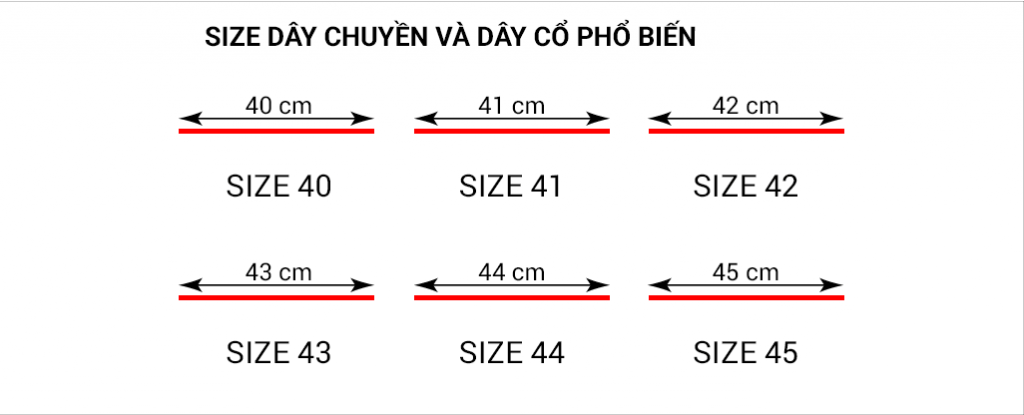 SIZE DÂY CHUYỀN VÀ DÂY CỔ PHỔ BIẾN
40 cm 41 cm 42 cm
SIZE 40 SIZE 41 SIZE 42
43 cm 44 cm 45 cm
SIZE 43 SIZE 44 SIZE 45